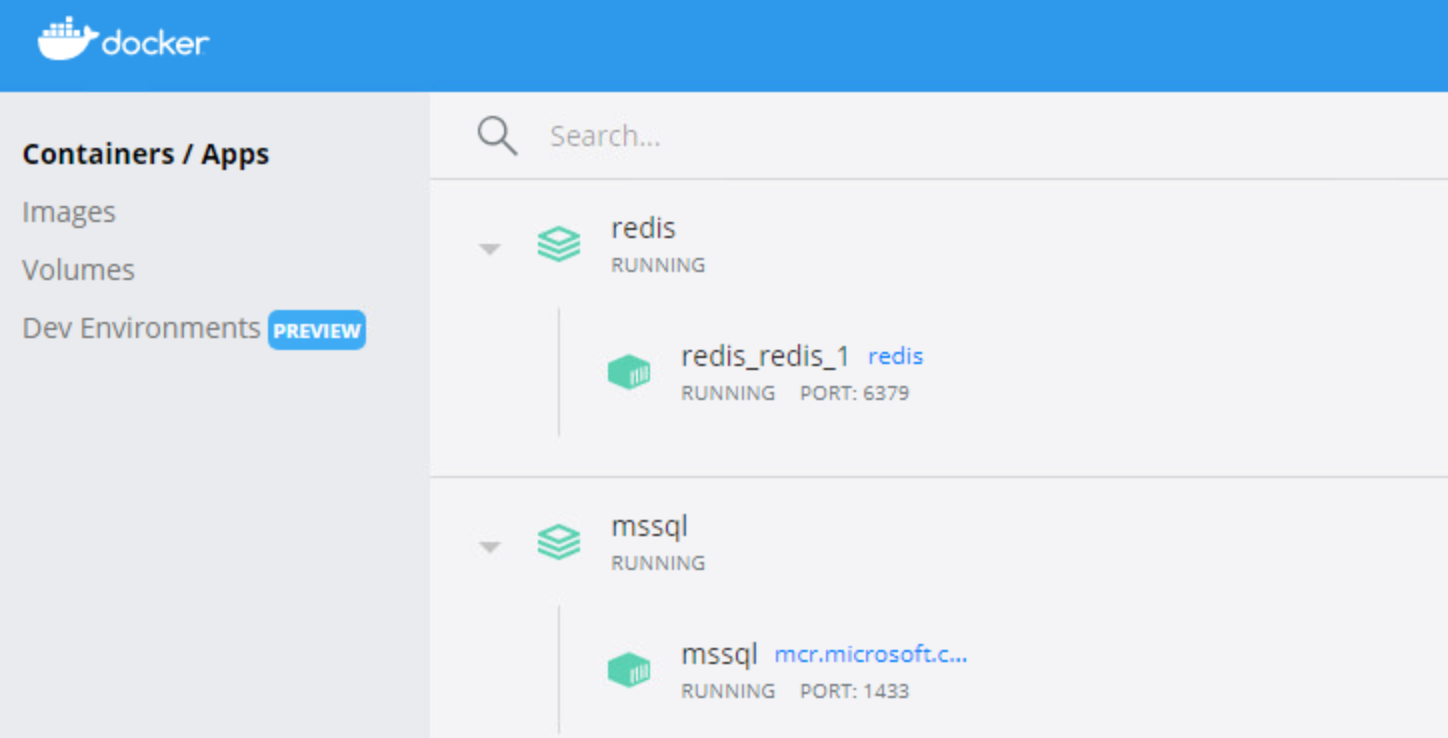 docker
Containers / Apps
Images
Volumes
Dev Environments PREVIEW
Search...
redis
RUNNING
redis_redis_1 redis
RUNNING PORT: 6379
mssql
RUNNING
mssql mcr.microsoft.c...
RUNNING PORT: 1433